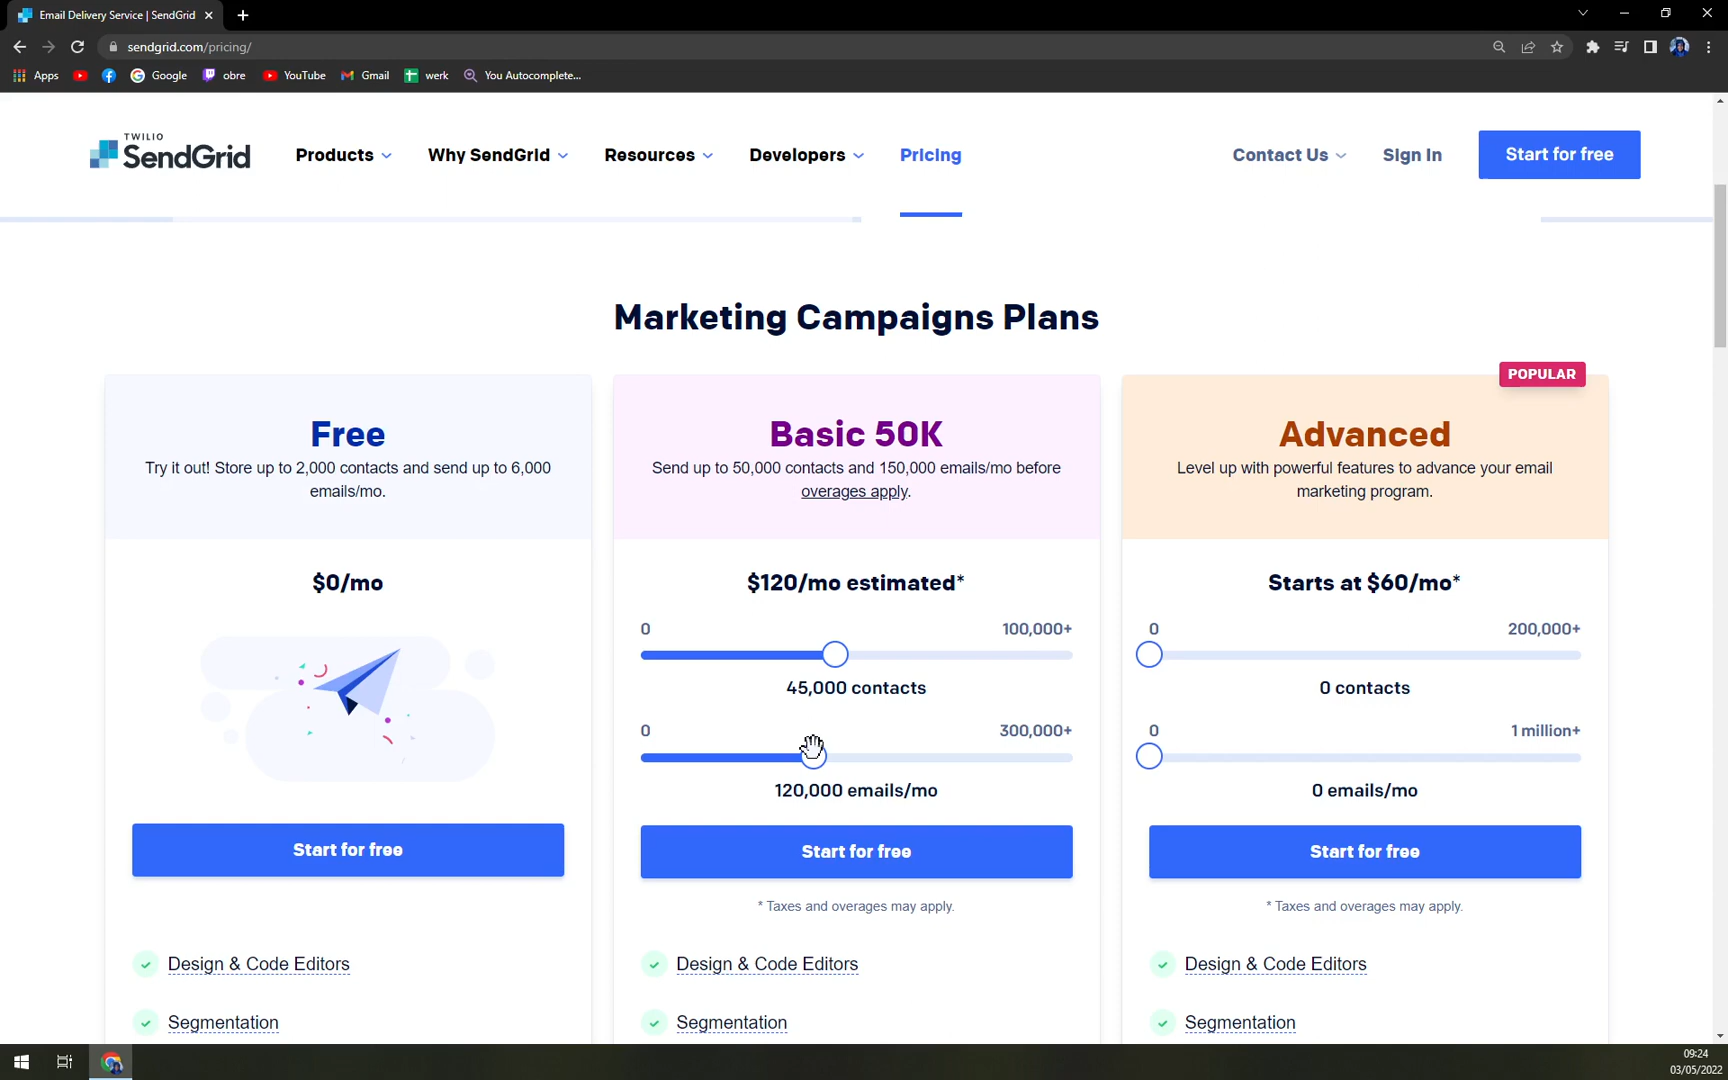 Email Delivery Service | SendGrid
sendgrid.com/pricing/
Apps
Google
obre
YouTube
Gmail
werk
You Autocomplete...
TWILIO
SendGrid
Products
Why SendGrid
Resources
Developers
Pricing
Contact Us
Sign In
Start for free
Marketing Campaigns Plans
Free
Try it out! Store up to 2,000 contacts and send up to 6,000
emails/mo.
$0/mo
Start for free
Design & Code Editors
Segmentation
Basic 50K
Send up to 50,000 contacts and 150,000 emails/mo before
overages apply.
$120/mo estimated*
0 100,000+
45,000 contacts
0 300,000+
120,000 emails/mo
Start for free
* Taxes and overages may apply.
Design & Code Editors
Segmentation
POPULAR
Advanced
Level up with powerful features to advance your email
marketing program.
Starts at $60/mo*
0 200,000+
0 contacts
0 1 million+
0 emails/mo
Start for free
* Taxes and overages may apply.
Design & Code Editors
Segmentation
09:24
03/05/2022